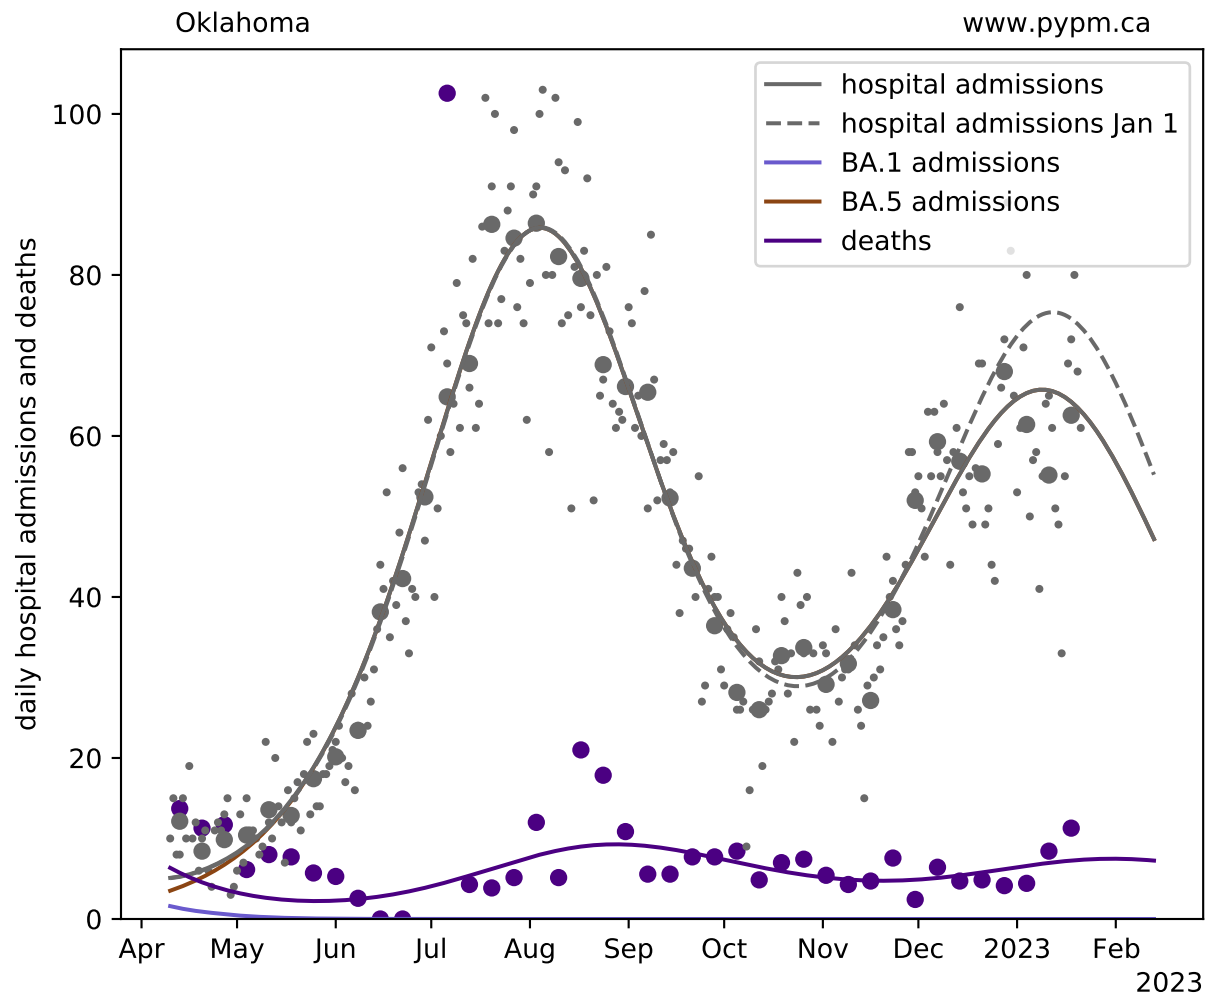 Oklahoma
www.pypm.ca
hospital admissions
hospital admissions Jan 1
BA.1 admissions
BA.5 admissions
deaths
daily hospital admissions and deaths
100
80
60
40
20
0
Apr May Jun Jul Aug Sep Oct Nov Dec 2023 Feb
2023